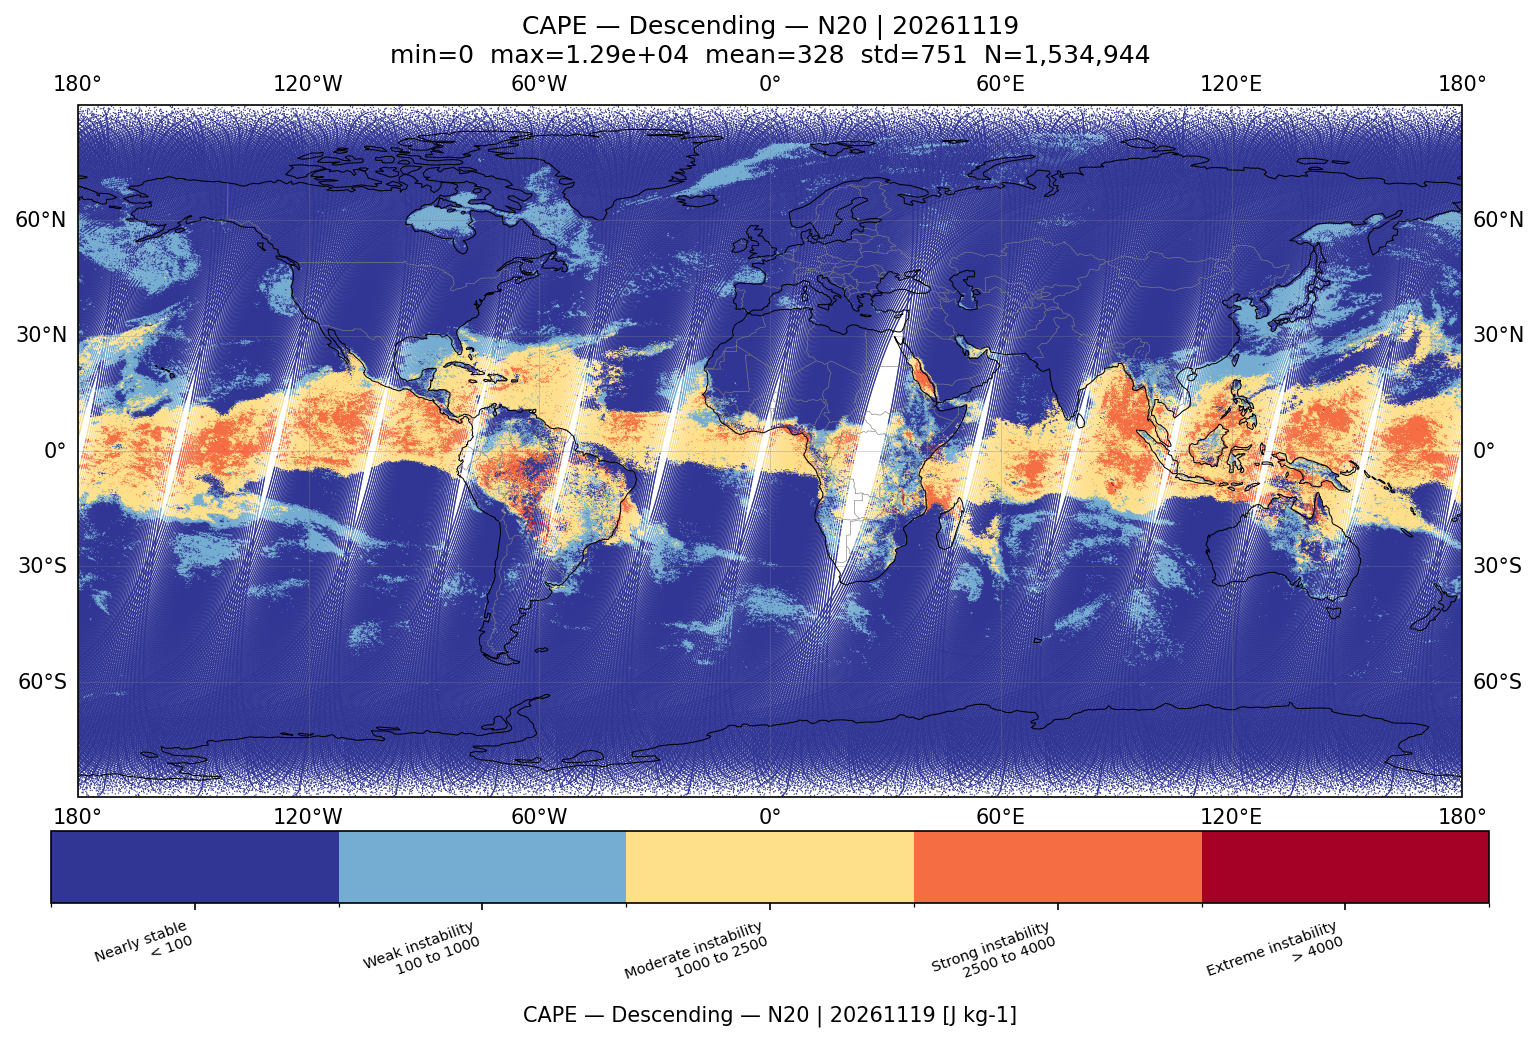 CAPE — Descending — N20 | 20261119
min=0  max=1.29e+04  mean=328  std=751  N=1,534,944
180° 120°W 60°W 0° 60°E 120°E 180°
60°N 60°N
30°N 30°N
0° 0°
30°S 30°S
60°S 60°S
180° 120°W 60°W 0° 60°E 120°E 180°
Nearly stable
< 100
Weak instability
100 to 1000
Moderate instability
1000 to 2500
Strong instability
2500 to 4000
Extreme instability
> 4000
CAPE — Descending — N20 | 20261119 [J kg-1]